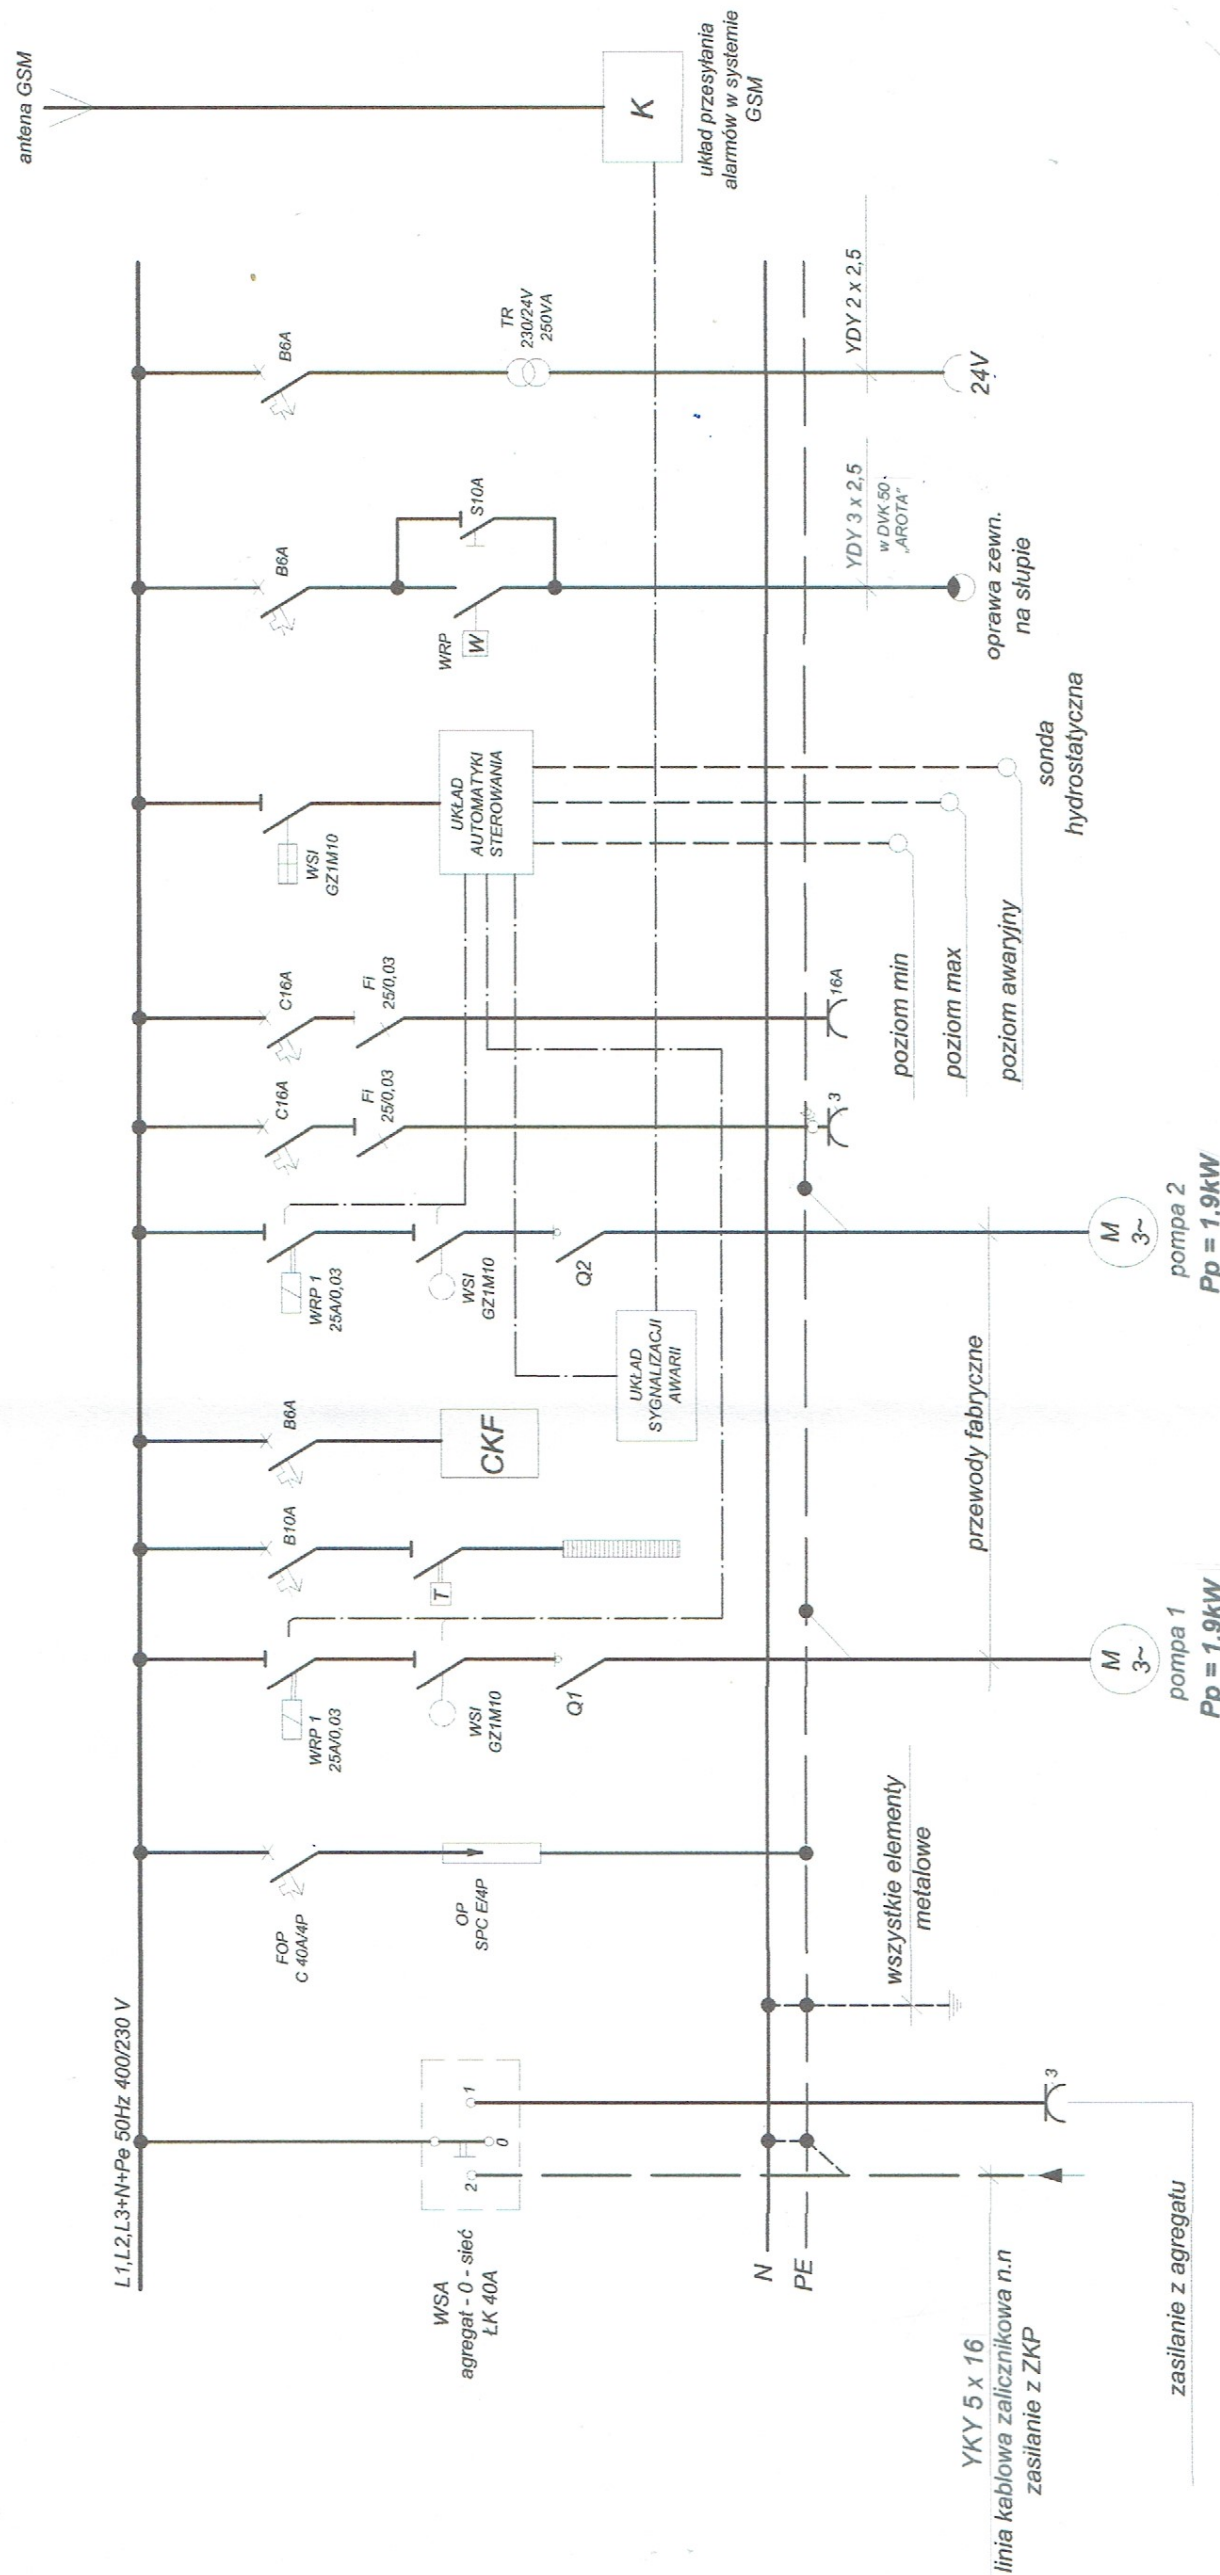 L1,L2,L3+N+Pe 50Hz 400/230 V
WSA
agregat - 0 - sieć
ŁK 40A
2
0
1
N
PE
YKY 5 x 16
linia kablowa zalicznikowa n.n
zasilanie z ZKP
3
zasilanie z agregatu
wszystkie elementy
metalowe
FOP
C 40A/4P
OP
SPC E/4P
WRP 1
25A/0,03
WSI
GZ1M10
Q1
M
3~
pompa 1
Pp = 1,9kW
B10A
T
B6A
CKF
UKŁAD
SYGNALIZACJI
AWARII
przewody fabryczne
WRP 1
25A/0,03
WSI
GZ1M10
Q2
M
3~
pompa 2
Pp = 1,9kW
C16A
Fi
25/0,03
3
C16A
Fi
25/0,03
16A
WSI
GZ1M10
UKŁAD
AUTOMATYKI
STEROWANIA
poziom min
poziom max
poziom awaryjny
sonda
hydrostatyczna
B6A
WRP
W
S10A
YDY 3 x 2,5
w DVK 50
„AROTA”
oprawa zewn.
na słupie
B6A
TR
230/24V
250VA
YDY 2 x 2,5
24V
antena GSM
K
układ przesyłania
alarmów w systemie
GSM